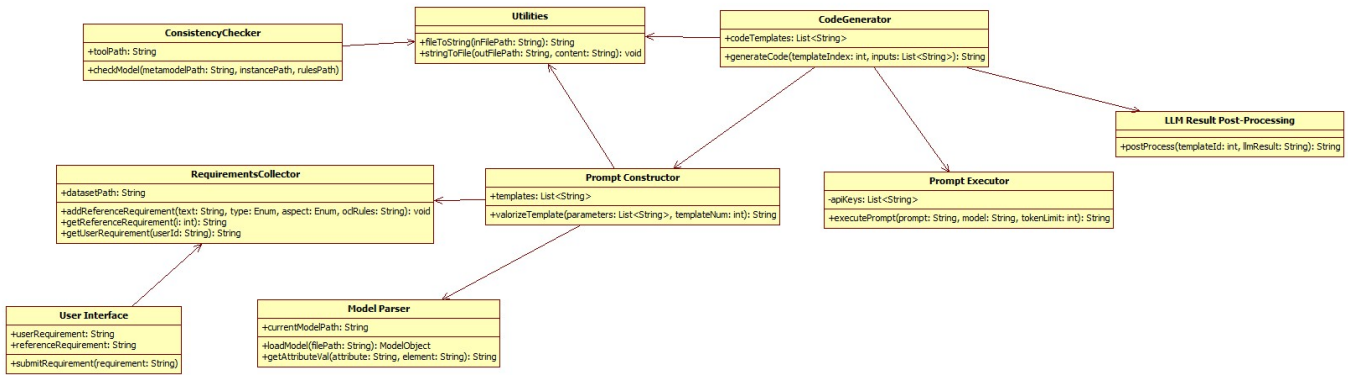 Utilities
+fileToString(inFilePath: String): String
+stringToFile(outFilePath: String, content: String): void
CodeGenerator
+codeTemplates: List<String>
+generateCode(templateIndex: int, inputs: List<String>): String
ConsistencyChecker
+toolPath: String
+checkModel(metamodelPath: String, instancePath, rulesPath)
LLM Result Post-Processing
+postProcess(templateId: int, llmResult: String): String
RequirementsCollector
+datasetPath: String
+addReferenceRequirement(text: String, type: Enum, aspect: Enum, oclRules: String): void
+getReferenceRequirement(i: int): String
+getUserRequirement(userId: String): String
Prompt Constructor
+templates: List<String>
+valorizeTemplate(parameters: List<String>, templateNum: int): String
Prompt Executor
-apiKeys: List<String>
+executePrompt(prompt: String, model: String, tokenLimit: int): String
User Interface
+userRequirement: String
+referenceRequirement: String
+submitRequirement(requirement: String)
Model Parser
+currentModelPath: String
+loadModel(filePath: String): ModelObject
+getAttributeVal(attribute: String, element: String): String